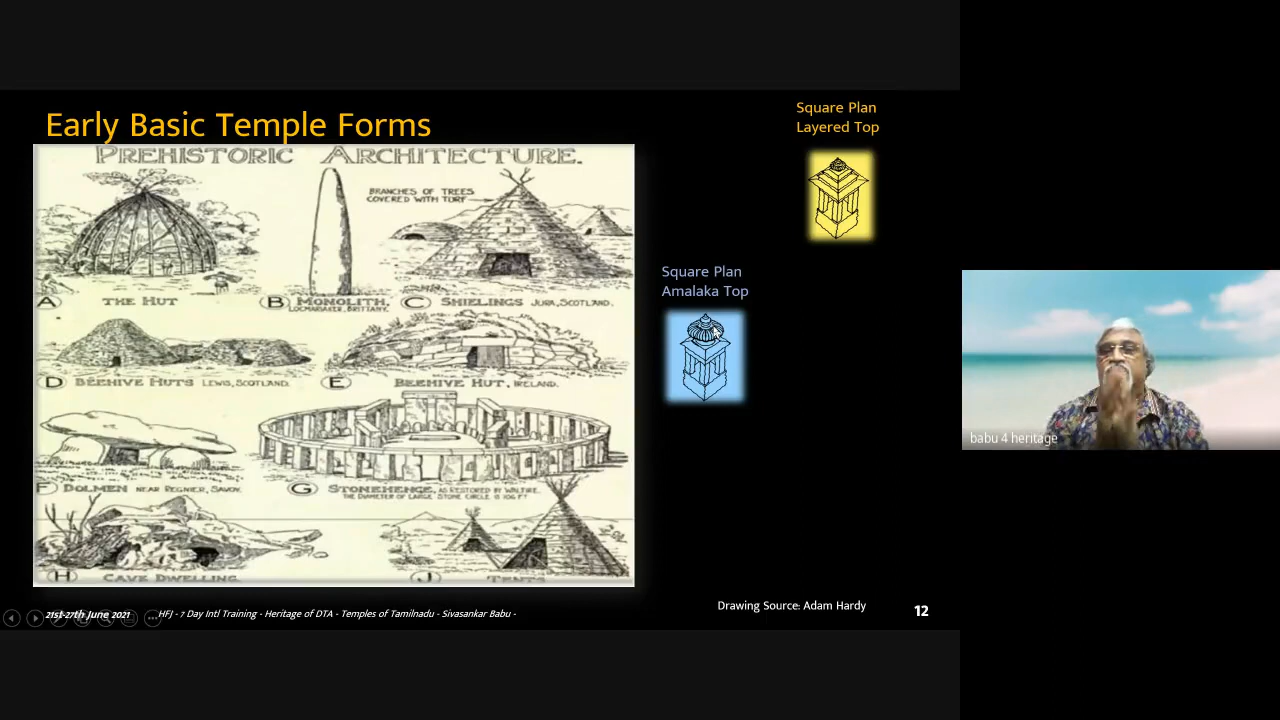 Early Basic Temple Forms
PREHISTORIC ARCHITECTURE.
BRANCHES OF TREES
COVERED WITH TURF
A THE HUT
B MONOLITH,
LOCMARIAKER, BRITTANY.
C SHIELINGS JURA, SCOTLAND.
D BEEHIVE HUTS LEWIS, SCOTLAND.
E BEEHIVE HUT, IRELAND.
F DOLMEN NEAR REGNIER, SAVOY.
G STONEHENGE, AS RESTORED BY
THE DIAMETER OF LARGE STONE CIRCLE IS 106 FT
H CAVE DWELLING.
J TENTS
Square Plan
Layered Top
Square Plan
Amalaka Top
babu 4 heritage
Drawing Source: Adam Hardy
21st-27th June 2021
HFJ - 7 Day Intl Training - Heritage of DTA - Temples of Tamilnadu - Sivasankar Babu -
12